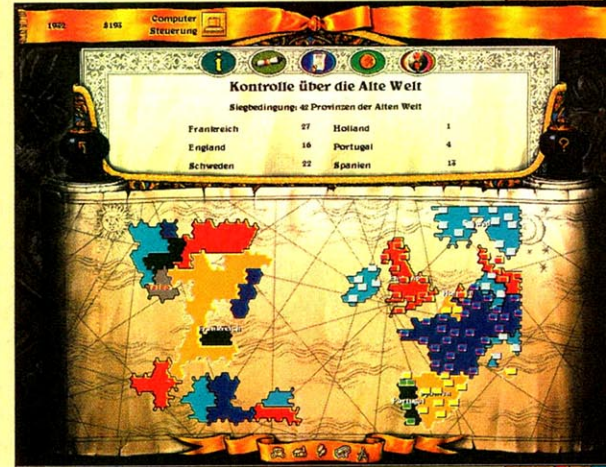 1922 $193 Computer
Steuerung
Kontrolle über die Alte Welt
Siegbedingung: 42 Provinzen der Alten Welt
Frankreich 27 Holland 1
England 16 Portugal 4
Schweden 22 Spanien 13
Frankreich
Portugal